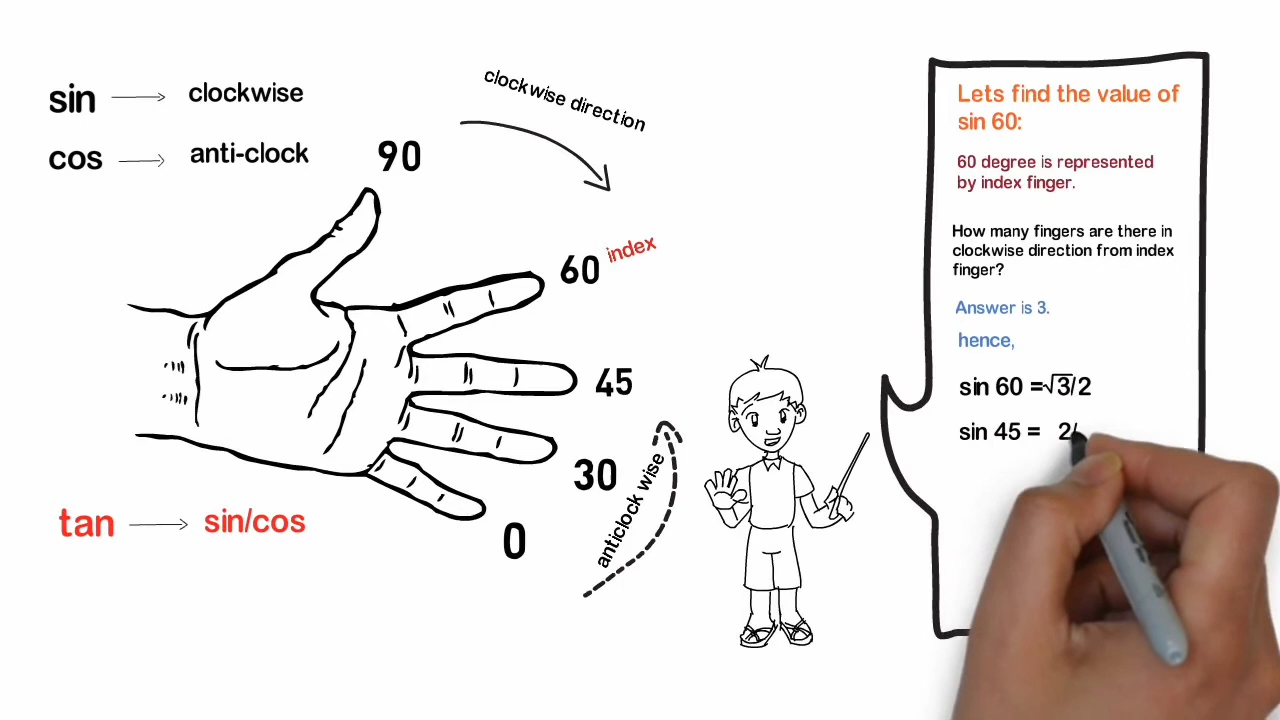 sin → clockwise
cos → anti-clock
clockwise direction
90
60 index
45
30
0
anticlock wise
tan → sin/cos
Lets find the value of
sin 60:
60 degree is represented
by index finger.
How many fingers are there in
clockwise direction from index
finger?
Answer is 3.
hence,
sin 60 =√3/2
sin 45 = 2/